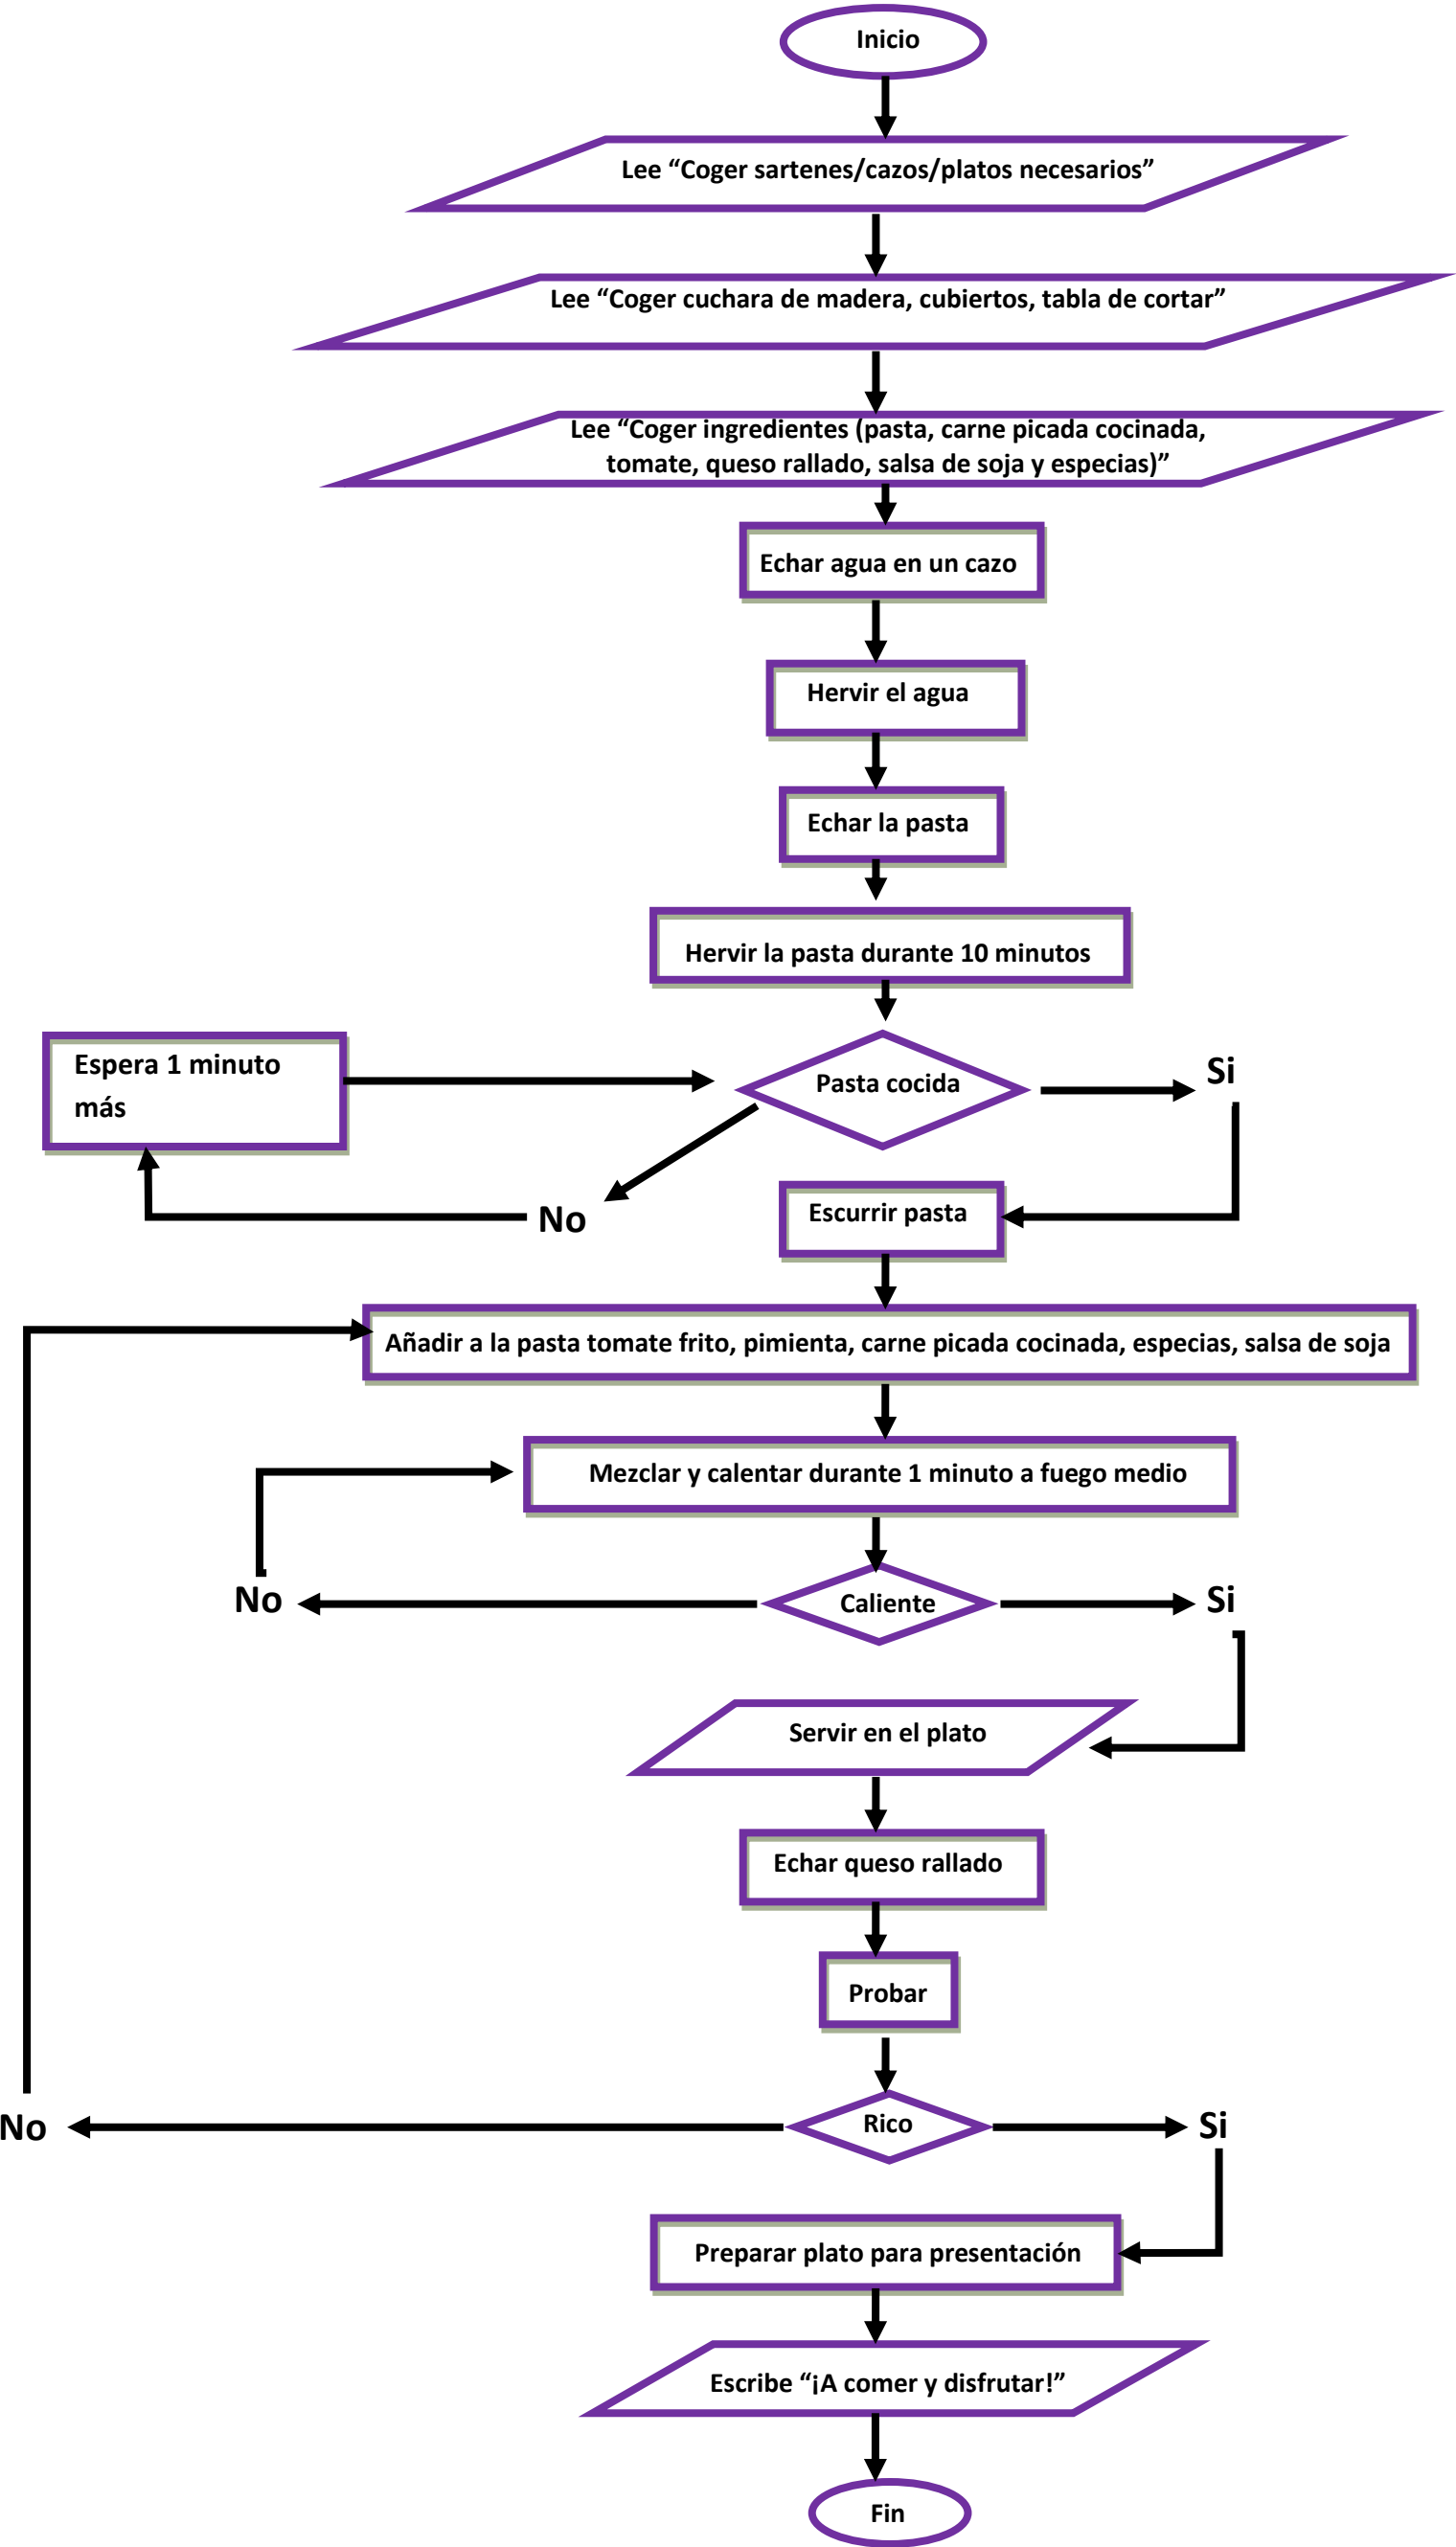 Inicio
Lee “Coger sartenes/cazos/platos necesarios”
Lee “Coger cuchara de madera, cubiertos, tabla de cortar”
Lee “Coger ingredientes (pasta, carne picada cocinada,
tomate, queso rallado, salsa de soja y especias)”
Echar agua en un cazo
Hervir el agua
Echar la pasta
Hervir la pasta durante 10 minutos
Espera 1 minuto
más
Pasta cocida
Si
No
Escurrir pasta
Añadir a la pasta tomate frito, pimienta, carne picada cocinada, especias, salsa de soja
Mezclar y calentar durante 1 minuto a fuego medio
No
Caliente
Si
Servir en el plato
Echar queso rallado
Probar
No
Rico
Si
Preparar plato para presentación
Escribe “¡A comer y disfrutar!”
Fin